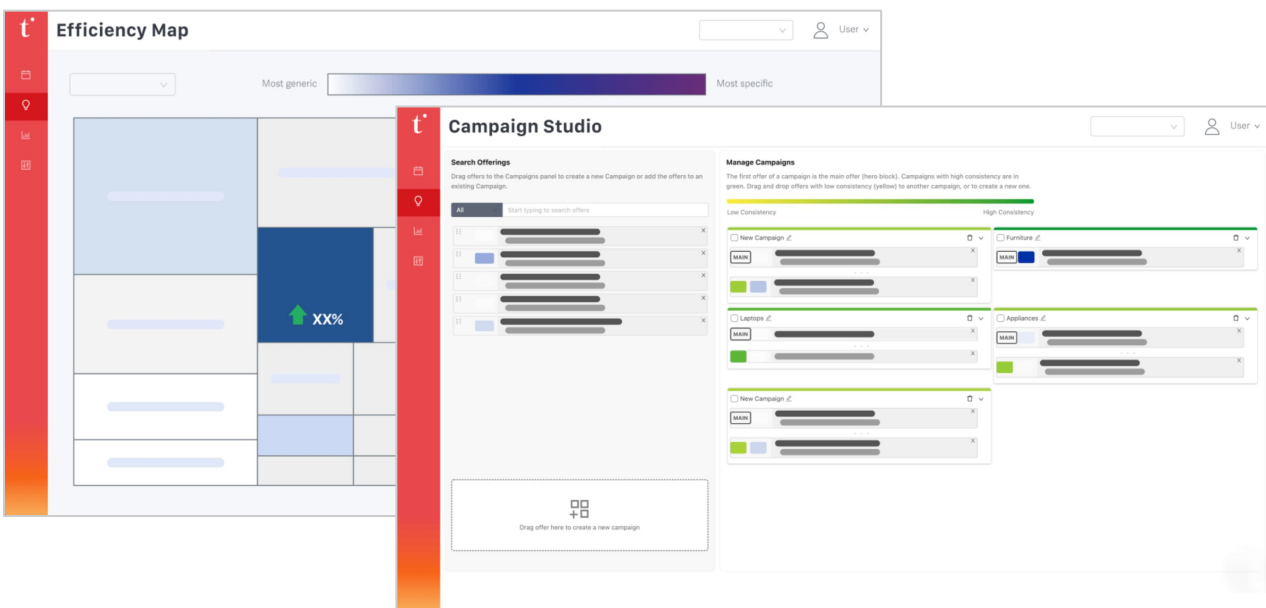 t
Efficiency Map
User
Most generic
Most specific
XX%
t
Campaign Studio
User
Search Offerings
Drag offers to the Campaigns panel to create a new Campaign or add the offers to an
existing Campaign.
All
Start typing to search offers
Drag offer here to create a new campaign
Manage Campaigns
The first offer of a campaign is the main offer (hero block). Campaigns with high consistency are in
green. Drag and drop offers with low consistency (yellow) to another campaign, or to create a new one.
Low Consistency
High Consistency
New Campaign
MAIN
Furniture
MAIN
Laptops
MAIN
Appliances
MAIN
New Campaign
MAIN